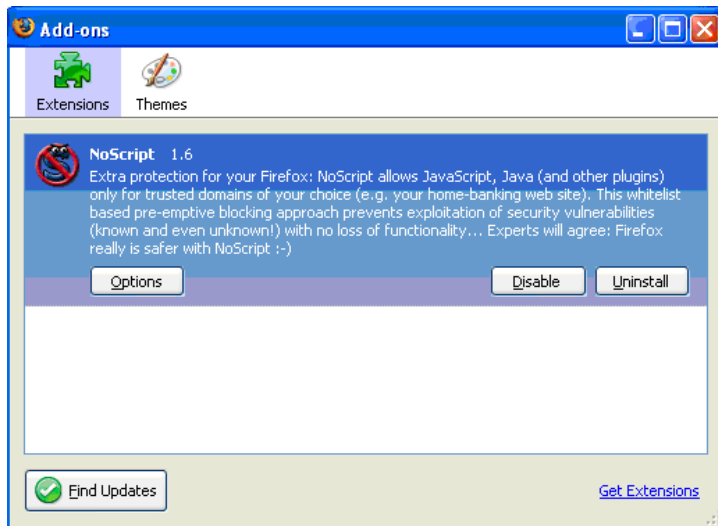 Add-ons
Extensions Themes
NoScript 1.6
Extra protection for your Firefox: NoScript allows JavaScript, Java (and other plugins)
only for trusted domains of your choice (e.g. your home-banking web site). This whitelist
based pre-emptive blocking approach prevents exploitation of security vulnerabilities
(known and even unknown!) with no loss of functionality... Experts will agree: Firefox
really is safer with NoScript :-)
Options Disable Uninstall
Find Updates Get Extensions